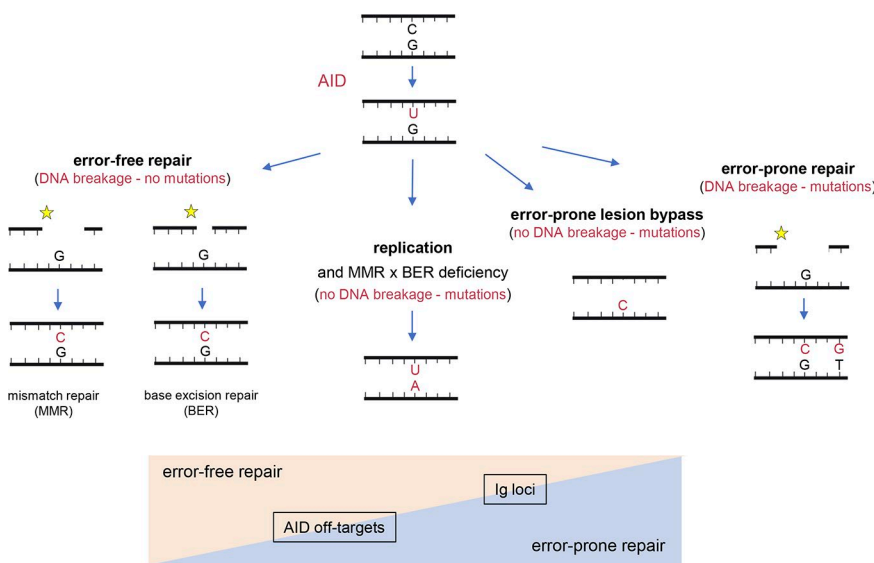 C
G
AID
U
G
error-free repair
(DNA breakage - no mutations)
G
C
G
mismatch repair
(MMR)
G
C
G
base excision repair
(BER)
replication
and MMR x BER deficiency
(no DNA breakage - mutations)
U
A
error-prone lesion bypass
(no DNA breakage - mutations)
C
error-prone repair
(DNA breakage - mutations)
G
C G
G T
error-free repair
Ig loci
AID off-targets
error-prone repair